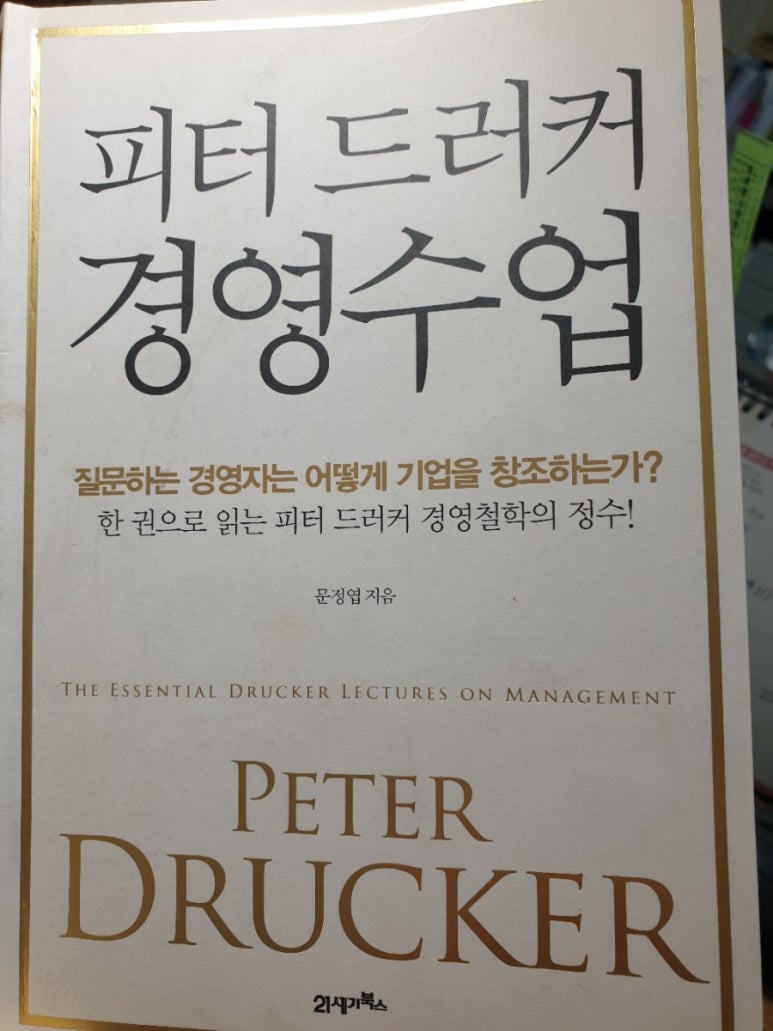 피터 드러커
경영수업
질문하는 경영자는 어떻게 기업을 창조하는가?
한 권으로 읽는 피터 드러커 경영철학의 정수!
문정엽 지음
THE ESSENTIAL DRUCKER LECTURES ON MANAGEMENT
PETER
DRUCKER
21세기북스